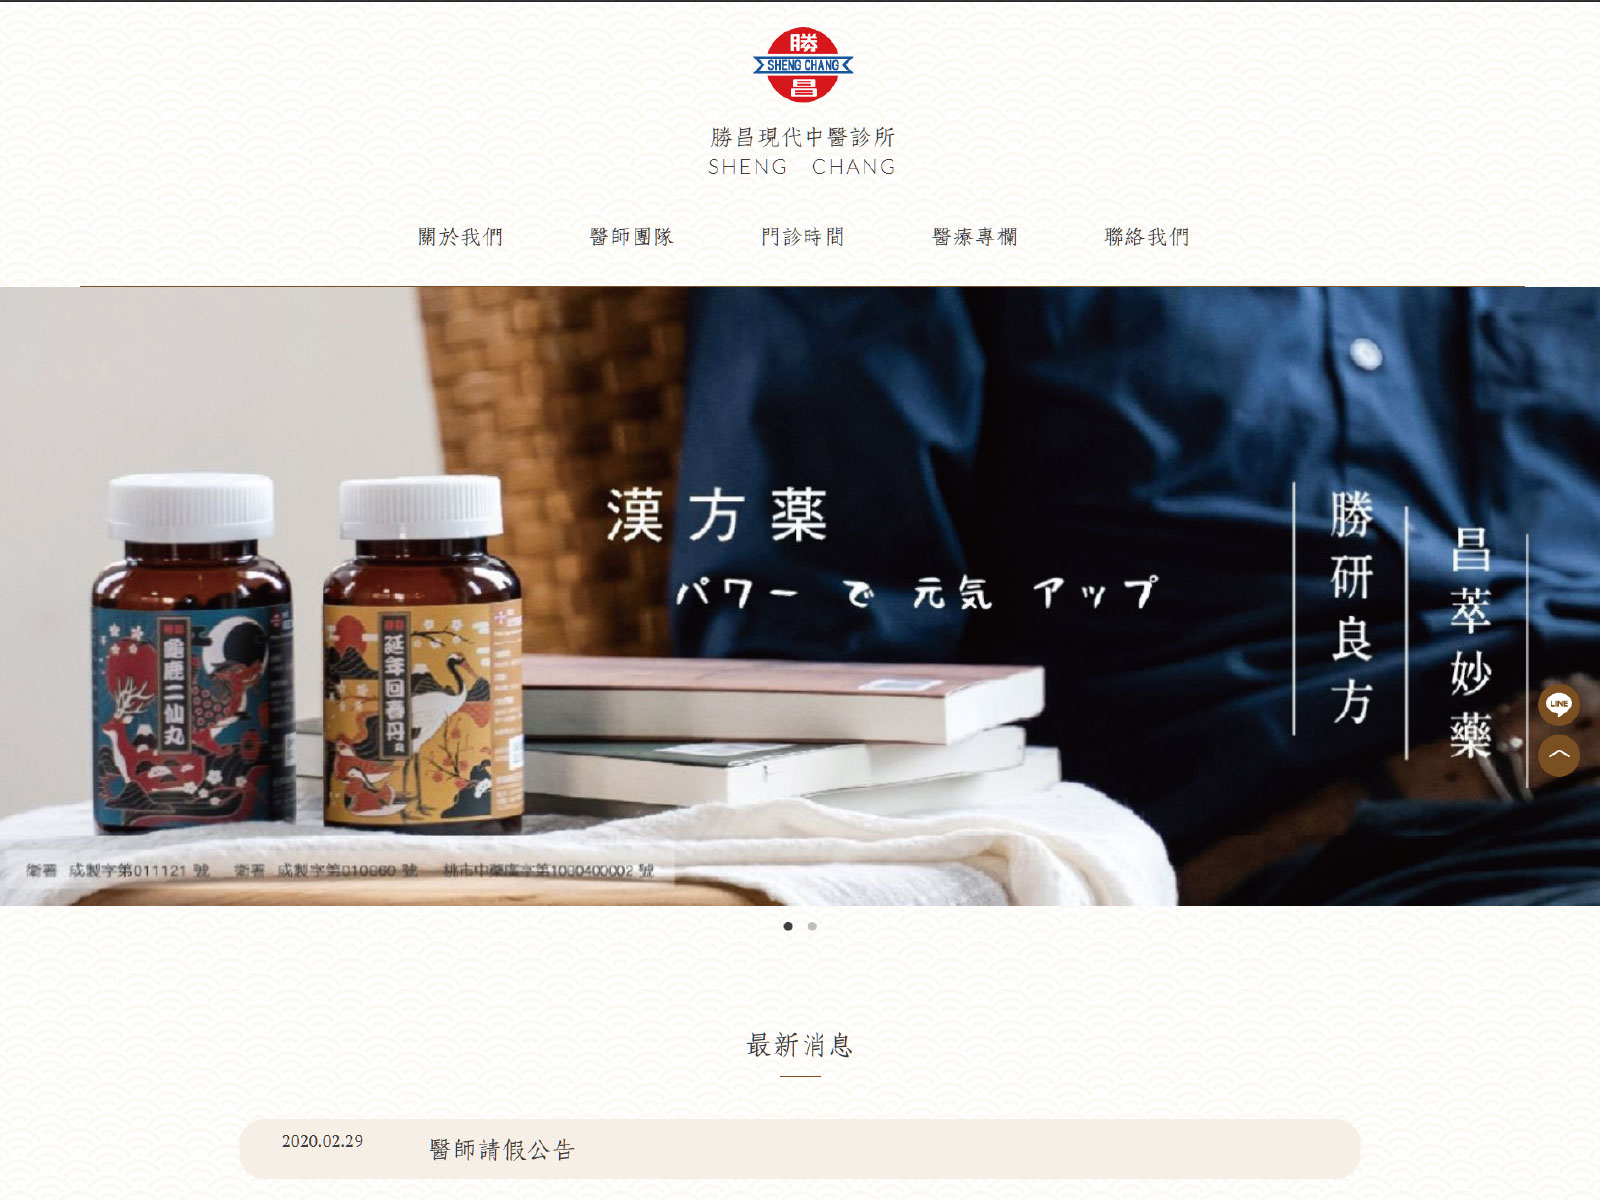 勝
SHENG CHANG
昌
勝昌現代中醫診所
SHENG CHANG
關於我們
醫師團隊
門診時間
醫療專欄
聯絡我們
漢方薬
パワー で 元気 アップ
勝研良方
昌萃妙藥
龜鹿二仙丸
延年回春丹
LINE
衛署 成製字第011121 號 衛署 成製字第010860 號 桃市中藥廣字第1080400002 號
最新消息
2020.02.29
醫師請假公告